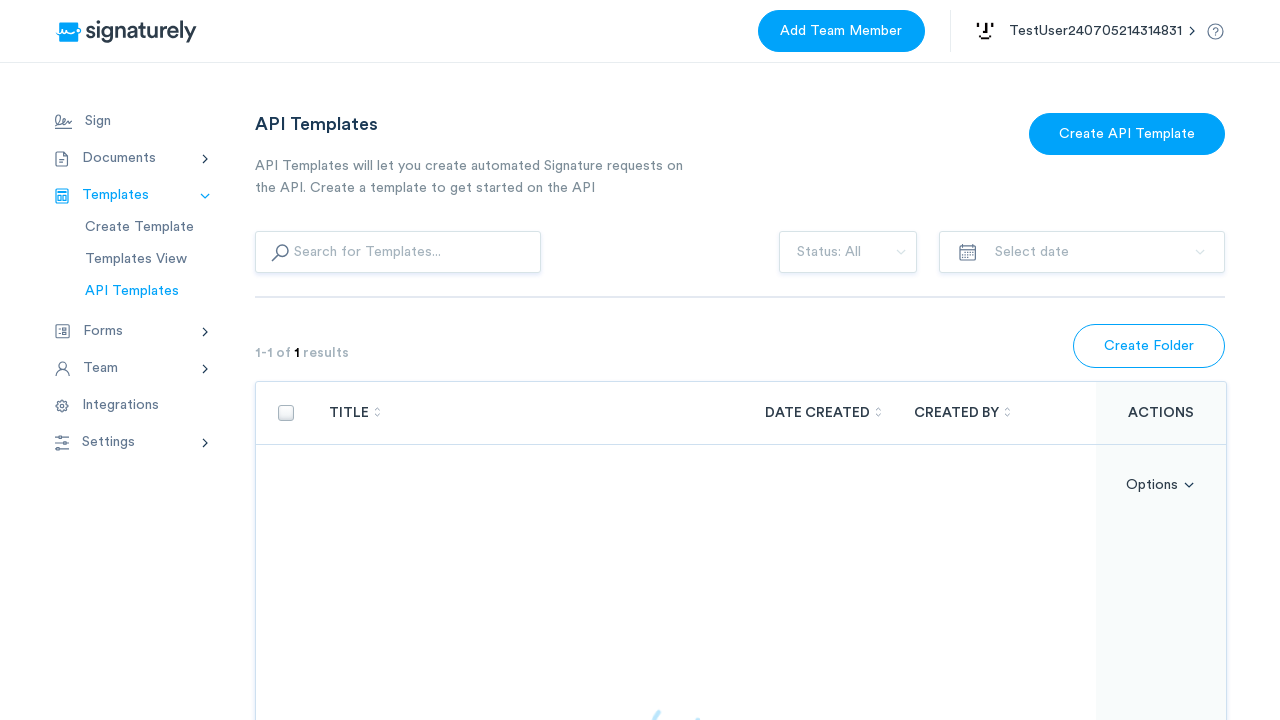 signaturely
Add Team Member
TestUser240705214314831
Sign
Documents
Templates
Create Template
Templates View
API Templates
Forms
Team
Integrations
Settings
API Templates
Create API Template
API Templates will let you create automated Signature requests on
the API. Create a template to get started on the API
Search for Templates...
Status: All
Select date
1-1 of 1 results
Create Folder
TITLE
DATE CREATED
CREATED BY
ACTIONS
Options